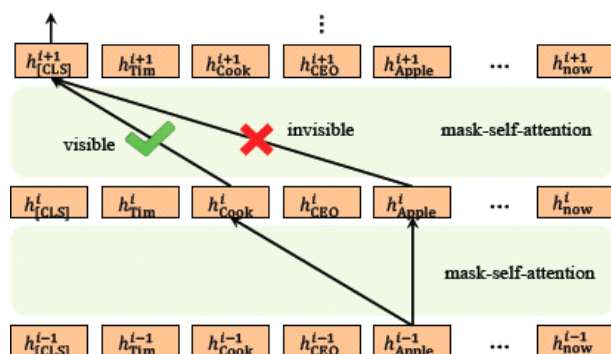 ⋮
h^{i+1}_{[CLS]} h^{i+1}_{Tim} h^{i+1}_{Cook} h^{i+1}_{CEO} h^{i+1}_{Apple} ... h^{i+1}_{now}
invisible mask-self-attention
visible
h^{i}_{[CLS]} h^{i}_{Tim} h^{i}_{Cook} h^{i}_{CEO} h^{i}_{Apple} ... h^{i}_{now}
mask-self-attention
h^{i-1}_{[CLS]} h^{i-1}_{Tim} h^{i-1}_{Cook} h^{i-1}_{CEO} h^{i-1}_{Apple} ... h^{i-1}_{now}